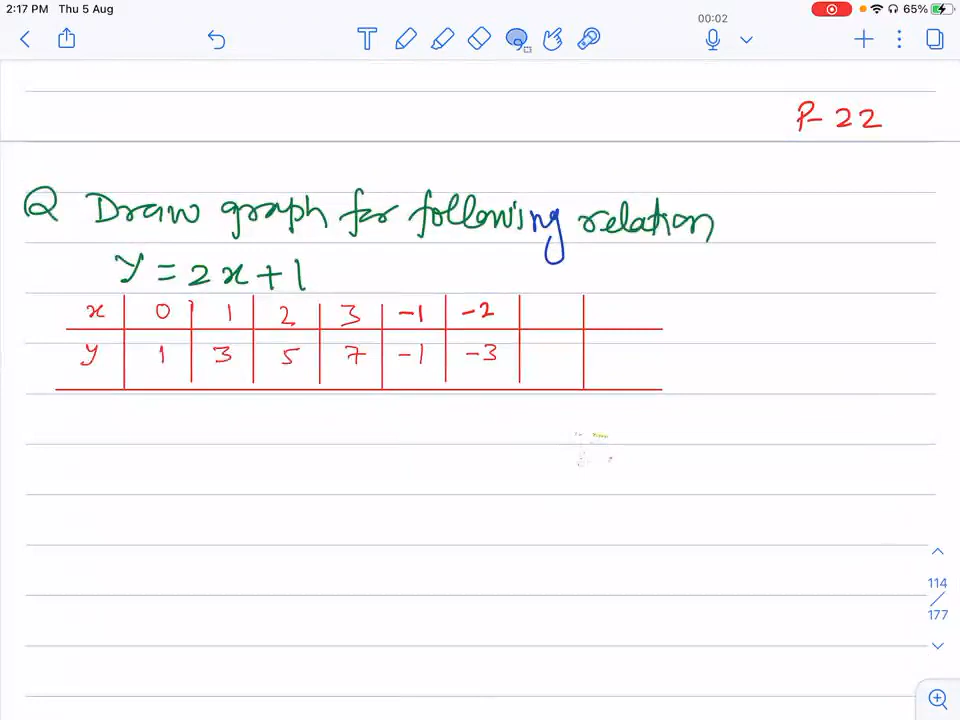 2:17 PM Thu 5 Aug 65%
00:02
P-22
Q Draw graph for following relation
y = 2x+1
x 0 1 2 3 -1 -2
y 1 3 5 7 -1 -3
114
177